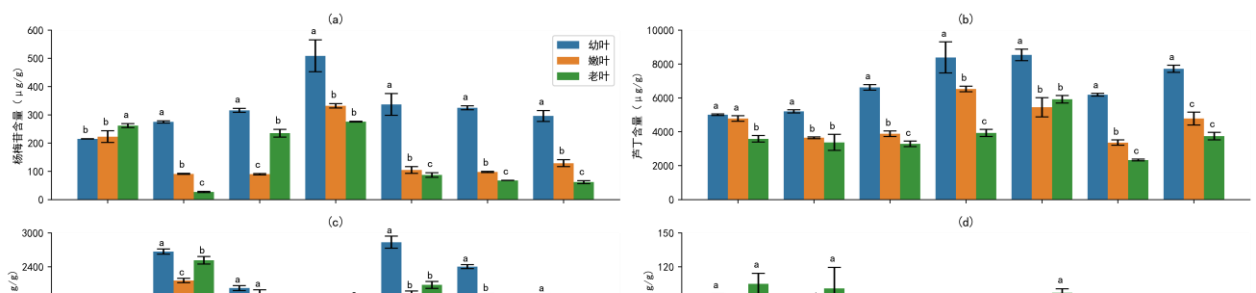 (a)
600
500
400
300
200
100
0
杨梅苷含量（μg/g）
幼叶
嫩叶
老叶
b b a
a b c
a c b
a b b
a b c
a b c
a b c
(b)
10000
8000
6000
4000
2000
0
芦丁含量（μg/g）
a a b
a b b
a b c
a b c
a b b
a b c
a c c
(c)
3000
2400
g/g)
a c b
a a
a b b
a b
a
(d)
150
120
g/g)
a
a
a
a